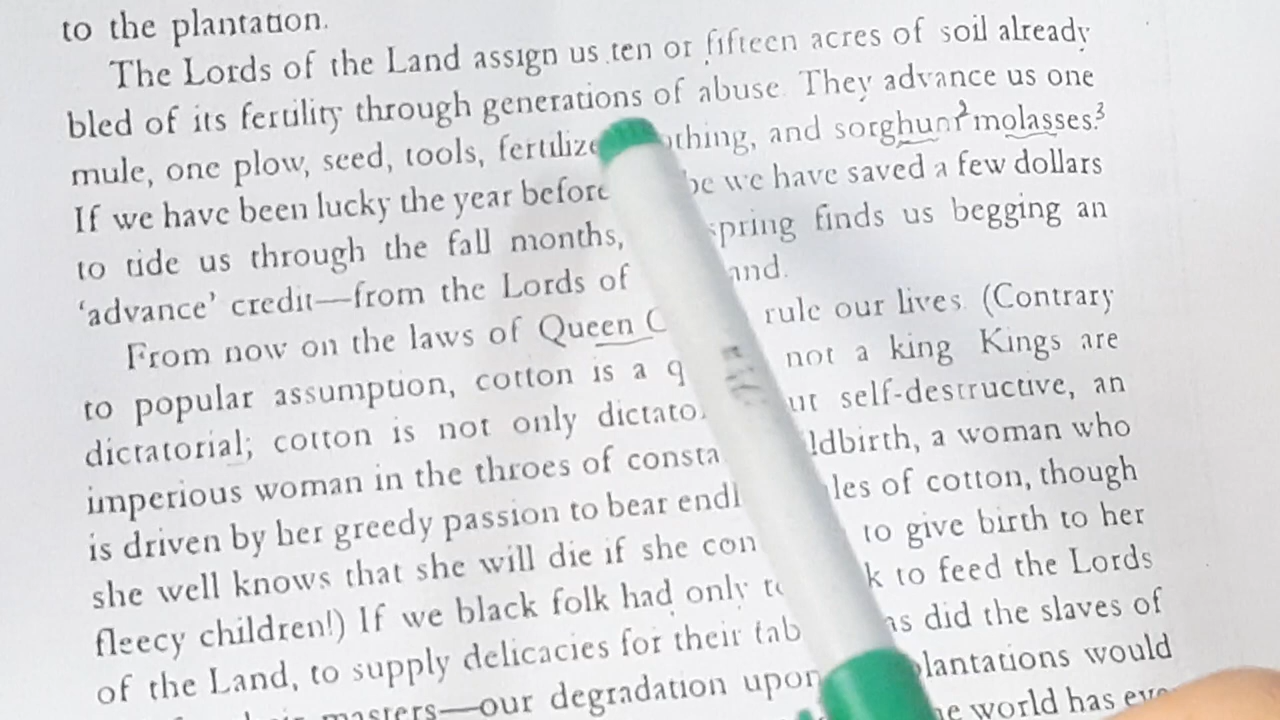 to the plantation.
The Lords of the Land assign us ten or fifteen acres of soil already
bled of its fertility through generations of abuse. They advance us one
mule, one plow, seed, tools, fertilize othing, and sorghum² molasses.³
If we have been lucky the year before be we have saved a few dollars
to tide us through the fall months, spring finds us begging an
'advance' credit—from the Lords of and.
From now on the laws of Queen C rule our lives. (Contrary
to popular assumption, cotton is a q not a king Kings are
dictatorial; cotton is not only dictato ut self-destructive, an
imperious woman in the throes of consta ldbirth, a woman who
is driven by her greedy passion to bear endl les of cotton, though
she well knows that she will die if she con to give birth to her
fleecy children!) If we black folk had only to k to feed the Lords
of the Land, to supply delicacies for their tab as did the slaves of
masters—our degradation upon plantations would
world has eve